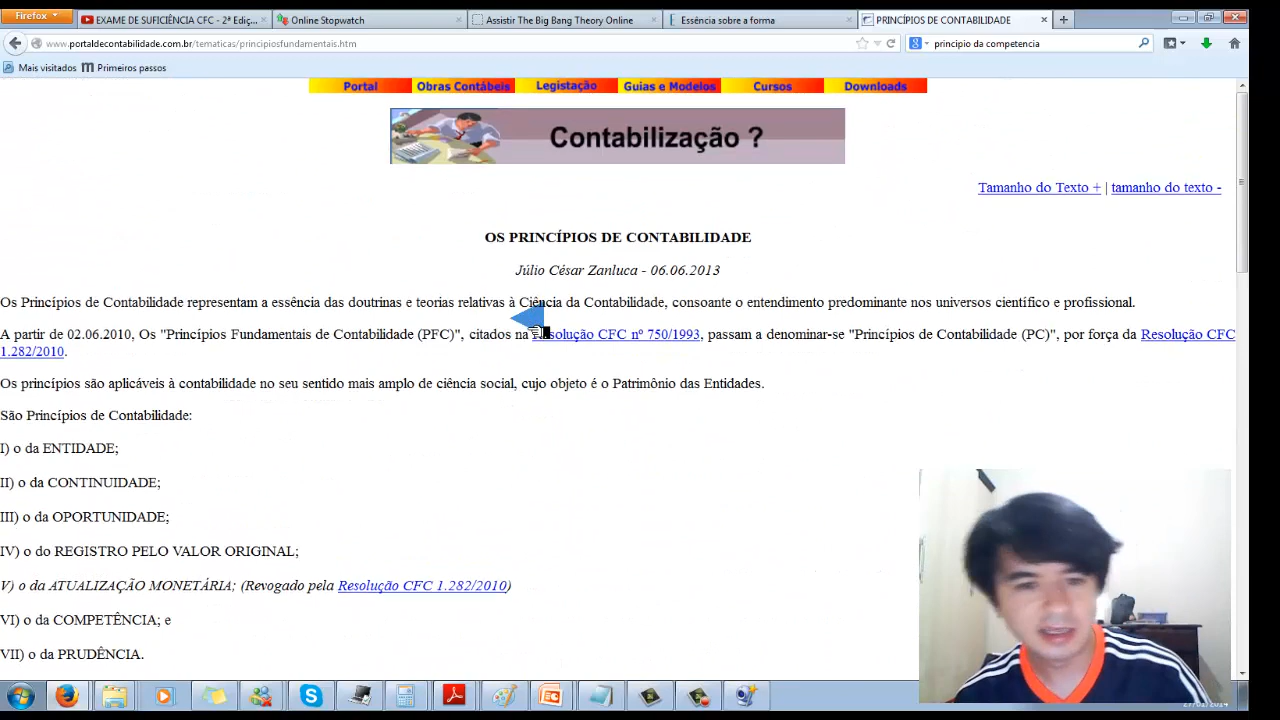 Firefox
EXAME DE SUFICIÊNCIA CFC - 2ª Ediç...
Online Stopwatch
Assistir The Big Bang Theory Online
Essência sobre a forma
PRINCÍPIOS DE CONTABILIDADE
www.portaldecontabilidade.com.br/tematicas/principiosfundamentais.htm
principio da competencia
Mais visitados
Primeiros passos
Portal
Obras Contábeis
Legislação
Guias e Modelos
Cursos
Downloads
Contabilização ?
Tamanho do Texto + | tamanho do texto -
OS PRINCÍPIOS DE CONTABILIDADE
Júlio César Zanluca - 06.06.2013
Os Princípios de Contabilidade representam a essência das doutrinas e teorias relativas à Ciência da Contabilidade, consoante o entendimento predominante nos universos científico e profissional.
A partir de 02.06.2010, Os "Princípios Fundamentais de Contabilidade (PFC)", citados na Resolução CFC nº 750/1993, passam a denominar-se "Princípios de Contabilidade (PC)", por força da Resolução CFC
1.282/2010.
Os princípios são aplicáveis à contabilidade no seu sentido mais amplo de ciência social, cujo objeto é o Patrimônio das Entidades.
São Princípios de Contabilidade:
I) o da ENTIDADE;
II) o da CONTINUIDADE;
III) o da OPORTUNIDADE;
IV) o do REGISTRO PELO VALOR ORIGINAL;
V) o da ATUALIZAÇÃO MONETÁRIA; (Revogado pela Resolução CFC 1.282/2010)
VI) o da COMPETÊNCIA; e
VII) o da PRUDÊNCIA.